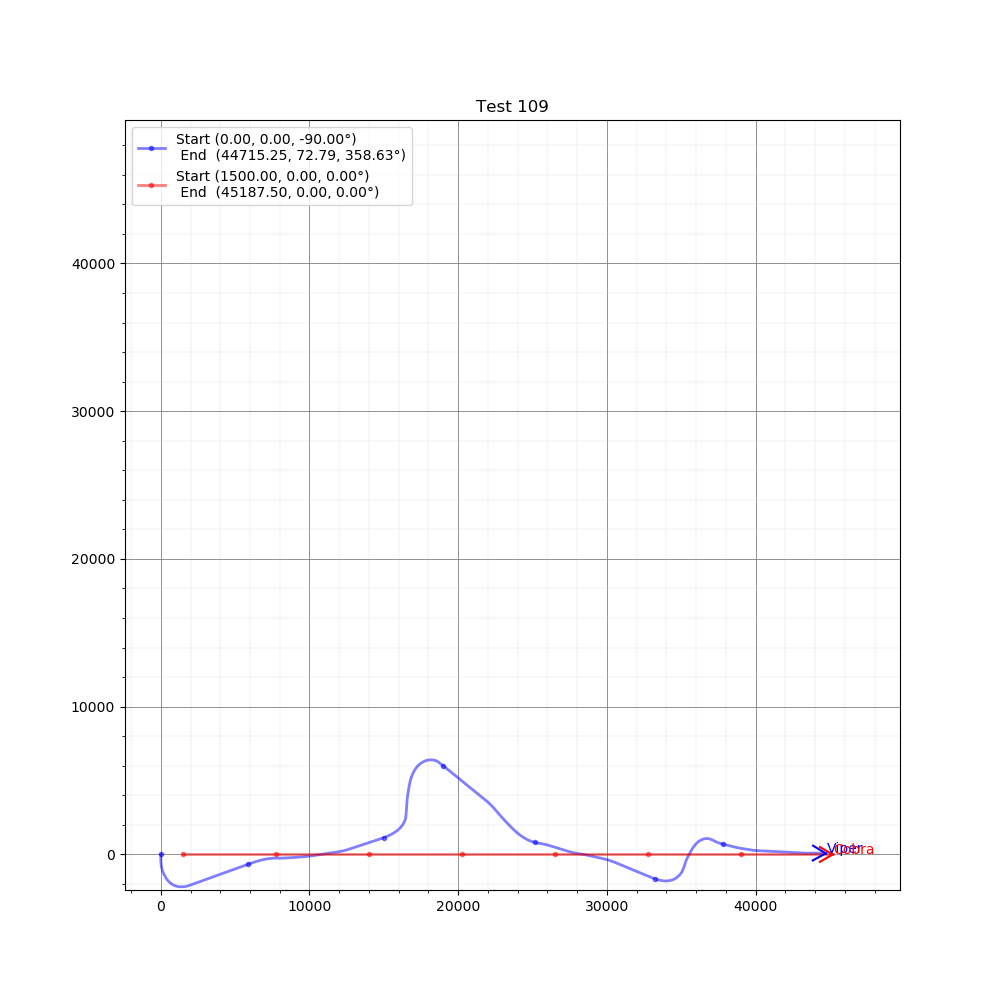 Test 109
Start (0.00, 0.00, -90.00°)
End (44715.25, 72.79, 358.63°)
Start (1500.00, 0.00, 0.00°)
End (45187.50, 0.00, 0.00°)
40000
30000
20000
10000
0
Viper
Cobra
0
10000
20000
30000
40000